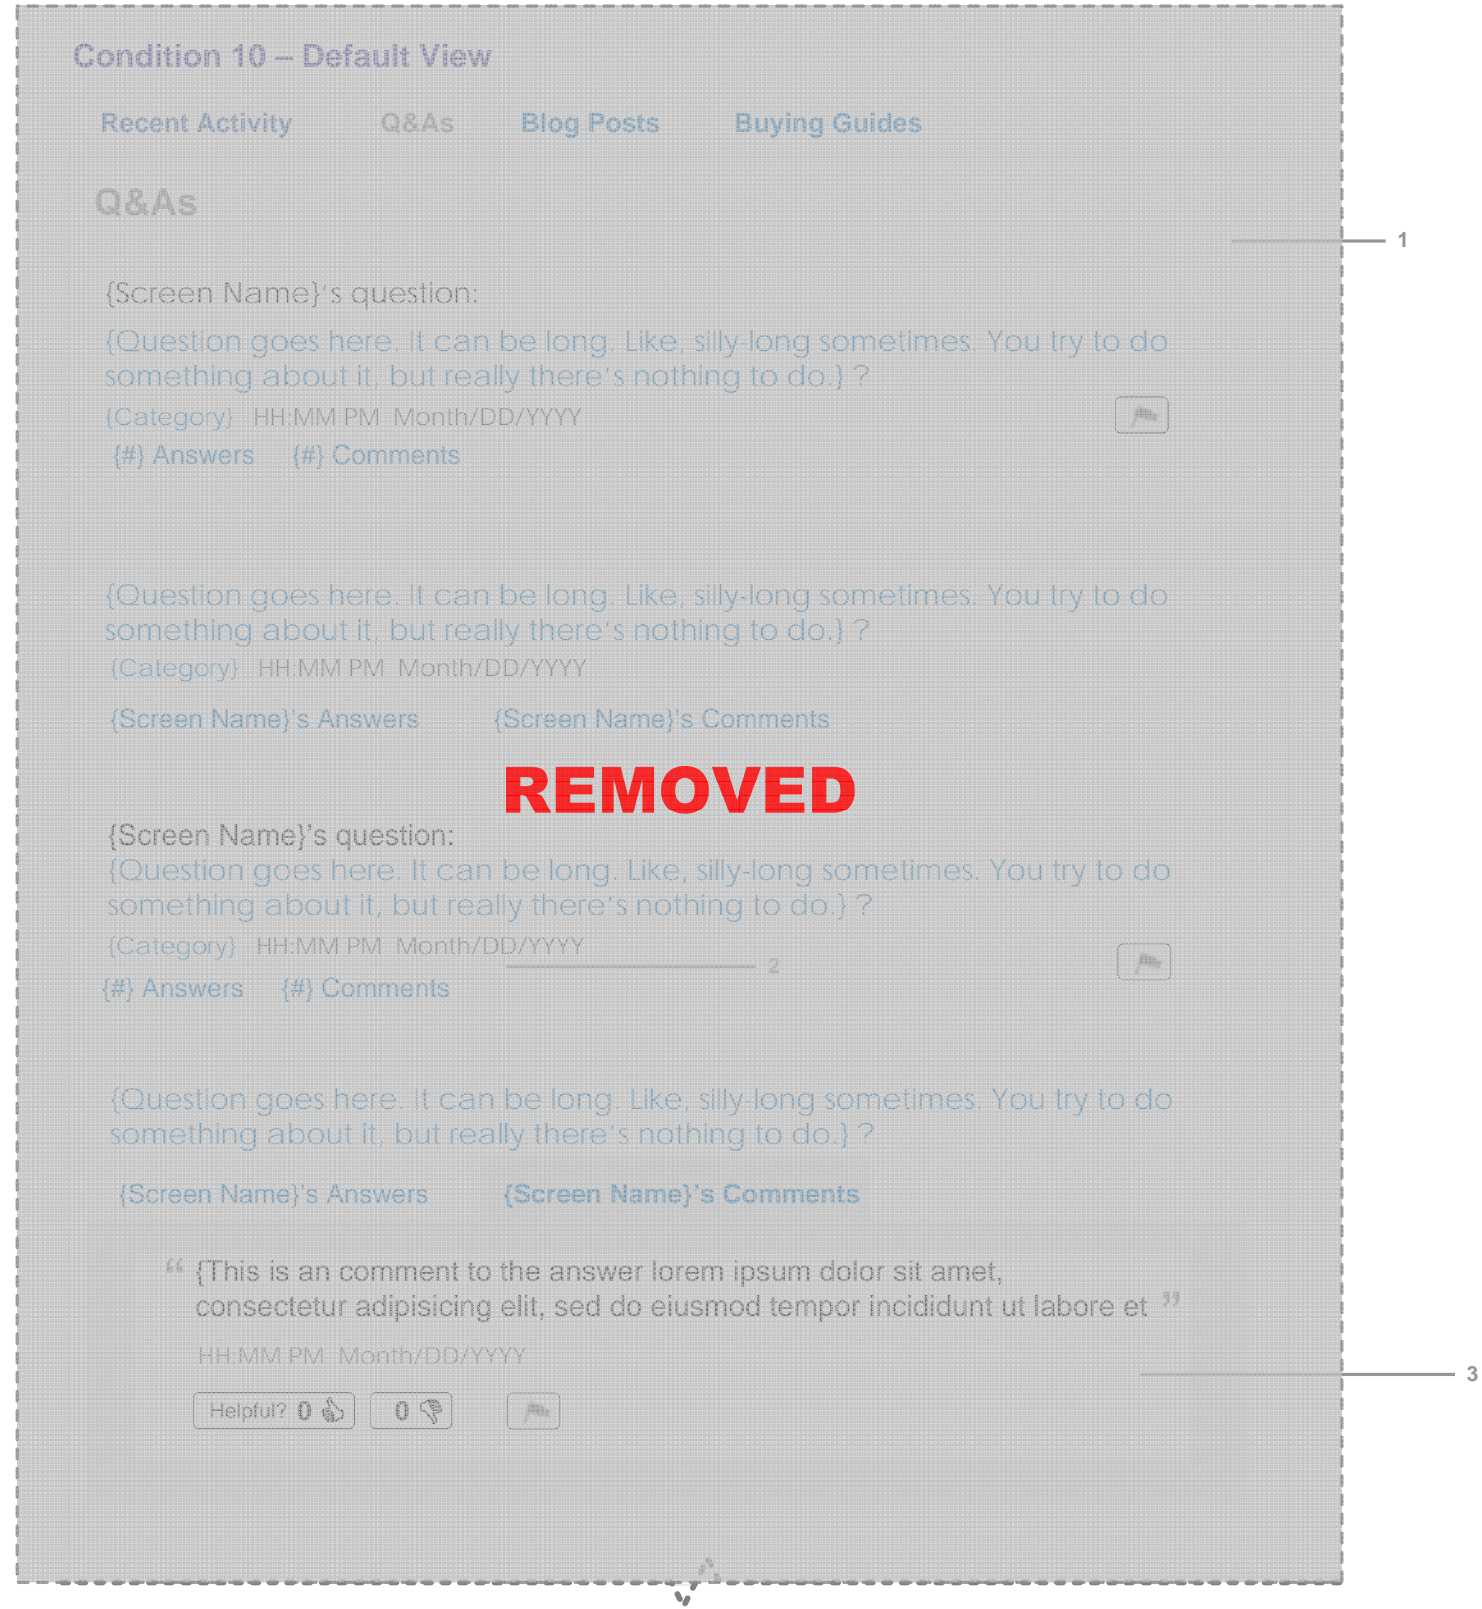 Condition 10 – Default View
Recent Activity Q&As Blog Posts Buying Guides
Q&As
1
{Screen Name}'s question:
{Question goes here. It can be long. Like, silly-long sometimes. You try to do
something about it, but really there's nothing to do.} ?
{Category} HH:MM PM Month/DD/YYYY
{#} Answers {#} Comments
{Question goes here. It can be long. Like, silly-long sometimes. You try to do
something about it, but really there's nothing to do.} ?
{Category} HH:MM PM Month/DD/YYYY
{Screen Name}'s Answers {Screen Name}'s Comments
REMOVED
{Screen Name}'s question:
{Question goes here. It can be long. Like, silly-long sometimes. You try to do
something about it, but really there's nothing to do.} ?
{Category} HH:MM PM Month/DD/YYYY
2
{#} Answers {#} Comments
{Question goes here. It can be long. Like, silly-long sometimes. You try to do
something about it, but really there's nothing to do.} ?
{Screen Name}'s Answers {Screen Name}'s Comments
“ {This is an comment to the answer lorem ipsum dolor sit amet,
consectetur adipisicing elit, sed do eiusmod tempor incididunt ut labore et ”
HH:MM PM Month/DD/YYYY
3
Helpful? 0 0